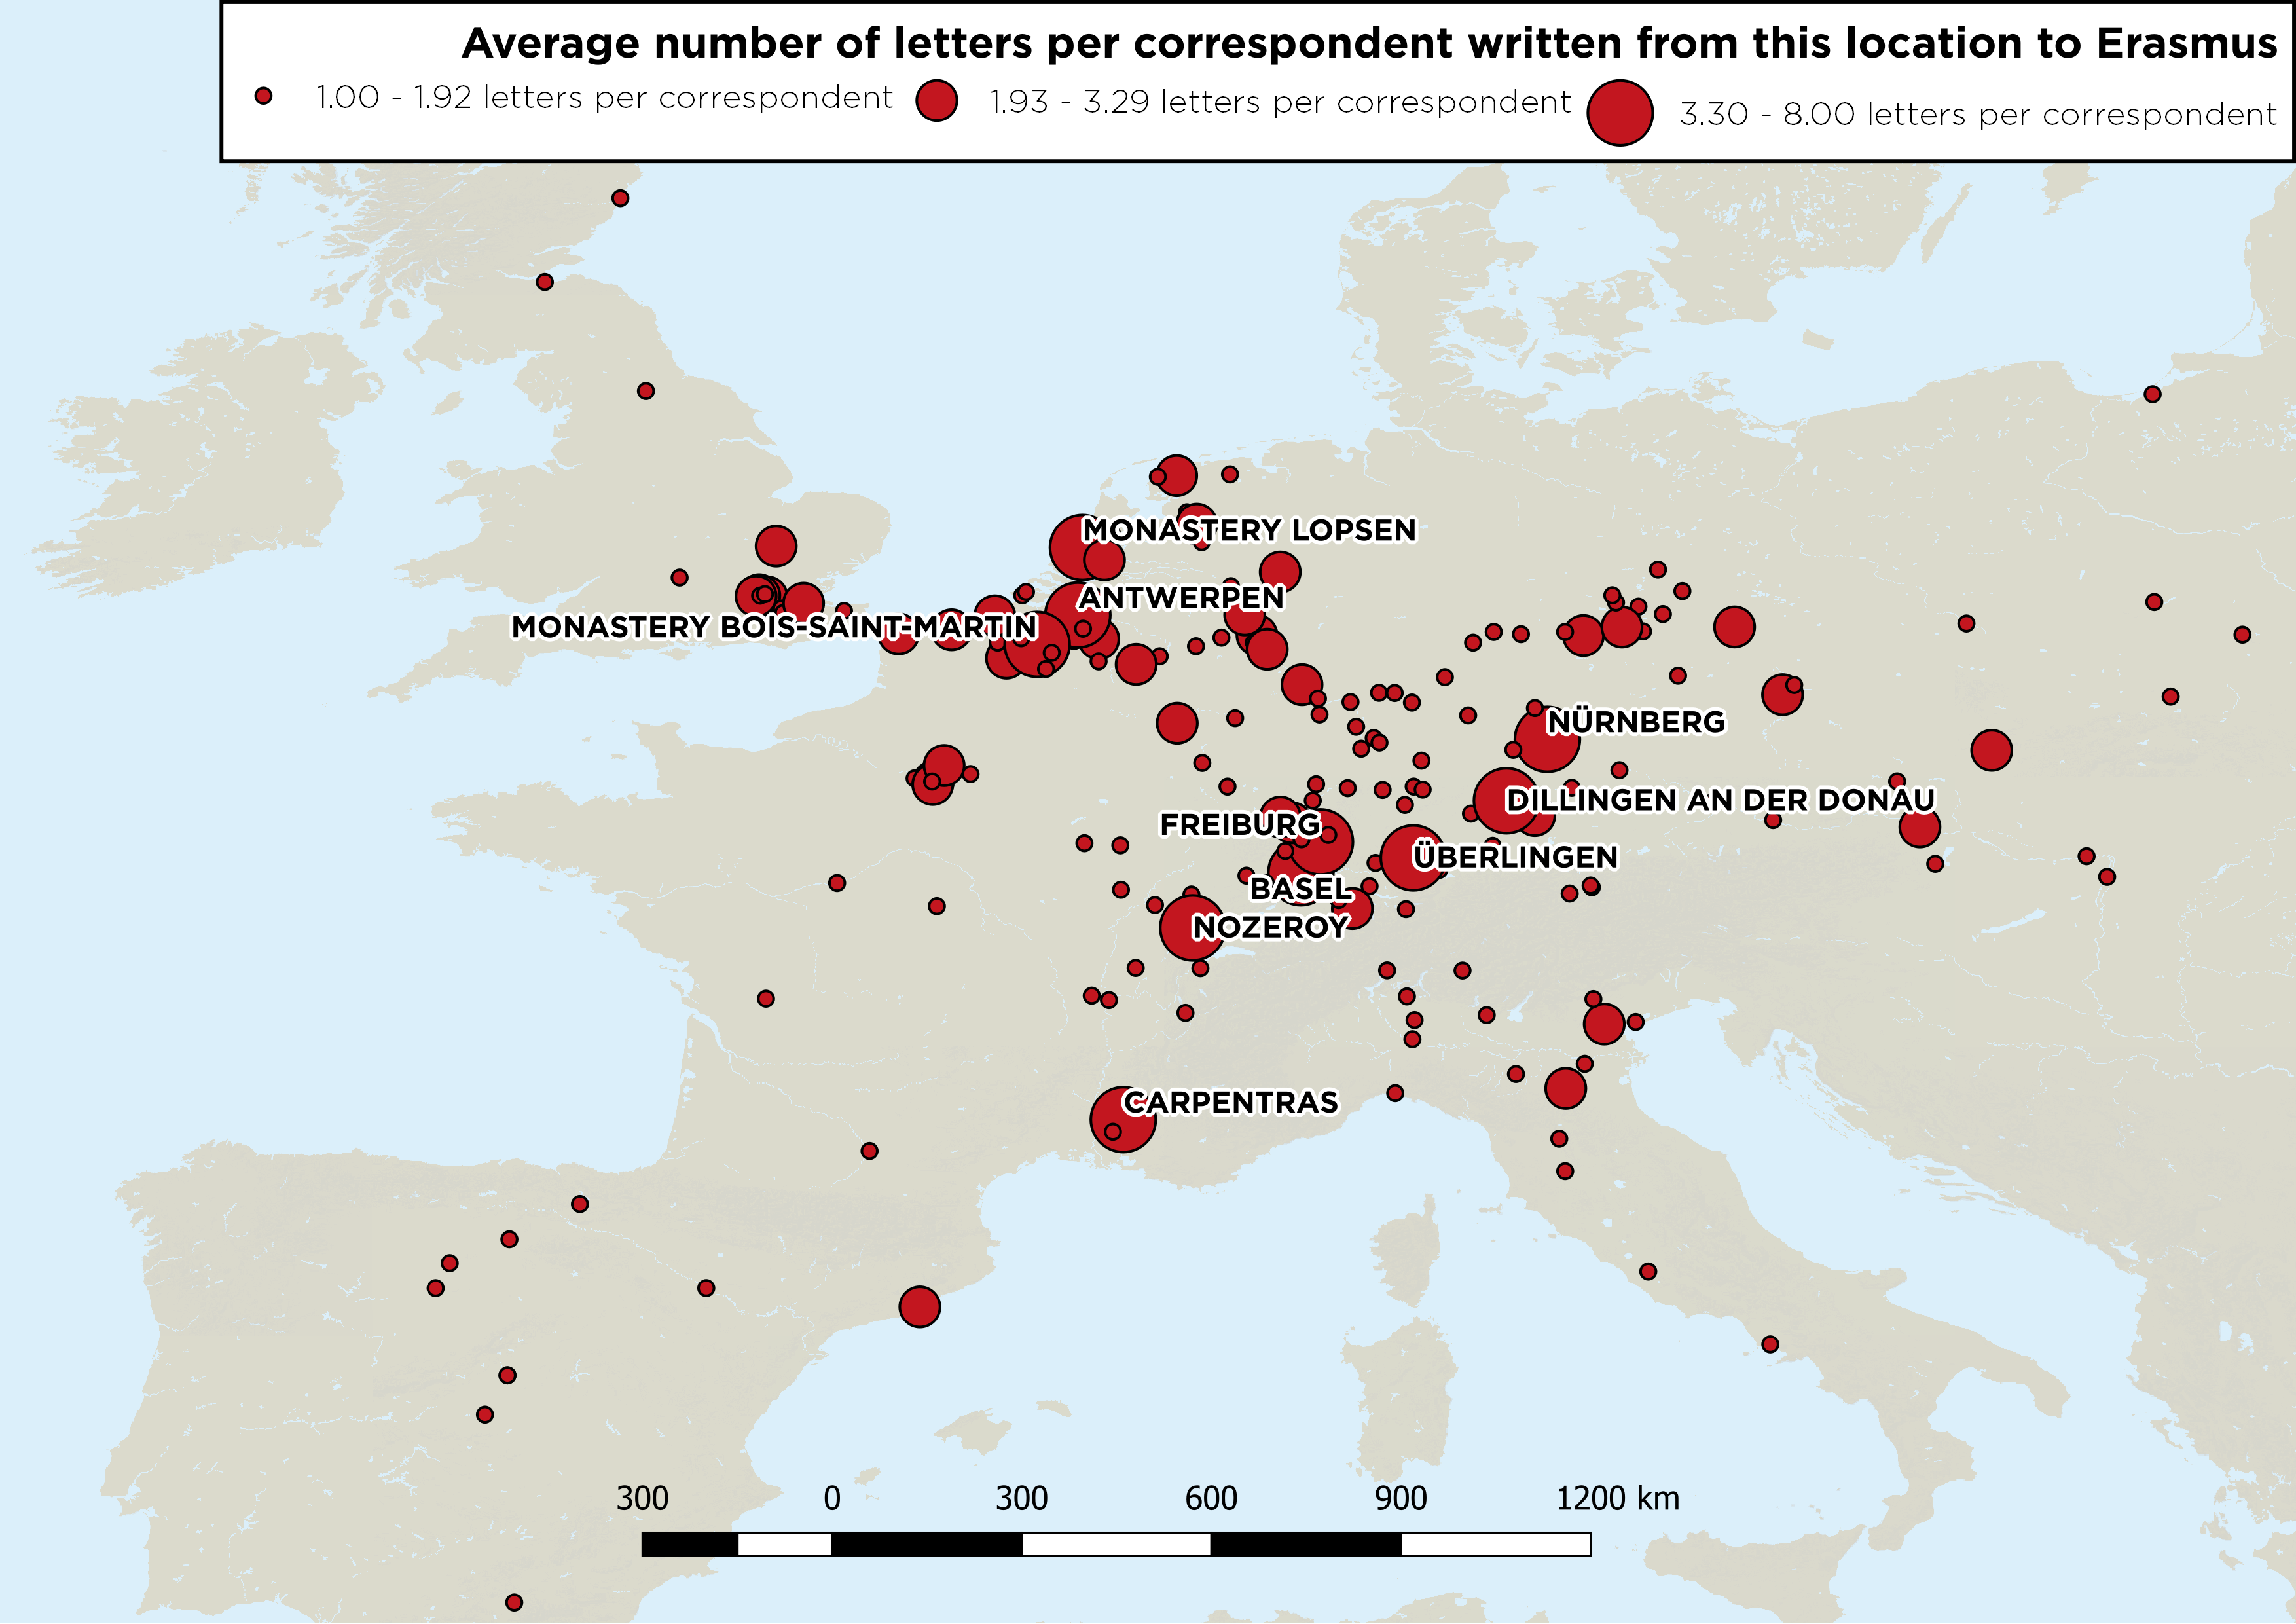 Average number of letters per correspondent written from this location to Erasmus
1.00 - 1.92 letters per correspondent
1.93 - 3.29 letters per correspondent
3.30 - 8.00 letters per correspondent
MONASTERY LOPSEN
ANTWERPEN
MONASTERY BOIS-SAINT-MARTIN
NÜRNBERG
DILLINGEN AN DER DONAU
FREIBURG
ÜBERLINGEN
BASEL
NOZEROY
CARPENTRAS
300 0 300 600 900 1200 km